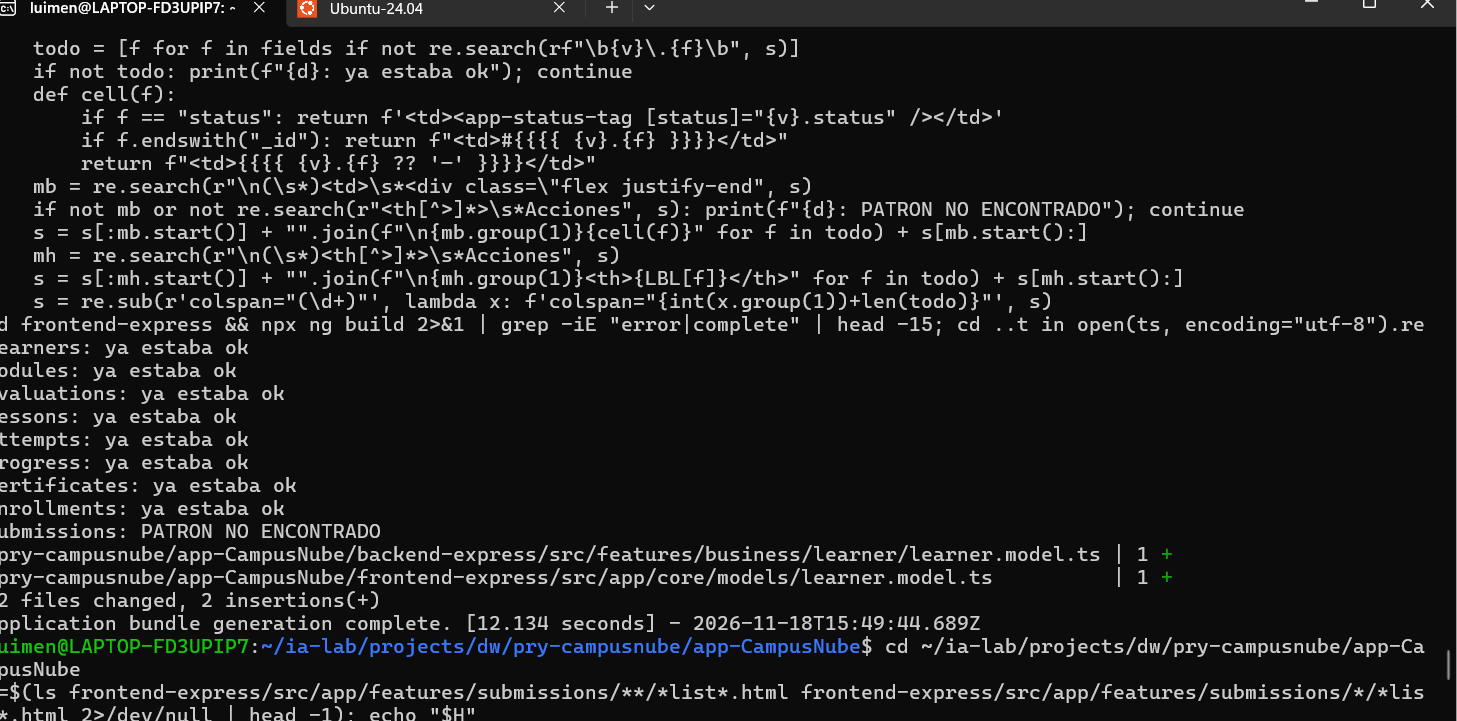 luimen@LAPTOP-FD3UPIP7: ~
Ubuntu-24.04
todo = [f for f in fields if not re.search(rf"\b{v}\.{f}\b", s)]
if not todo: print(f"{d}: ya estaba ok"); continue
def cell(f):
if f == "status": return f'<td><app-status-tag [status]="{v}.status" /></td>'
if f.endswith("_id"): return f"<td>#{{{{ {v}.{f} }}}}</td>"
return f"<td>{{{{ {v}.{f} ?? '—' }}}}</td>"
mb = re.search(r"\n(\s*)<td>\s*<div class=\"flex justify-end", s)
if not mb or not re.search(r"<th[^>]*>\s*Acciones", s): print(f"{d}: PATRON NO ENCONTRADO"); continue
s = s[:mb.start()] + "".join(f"\n{mb.group(1)}{cell(f)}" for f in todo) + s[mb.start():]
mh = re.search(r"\n(\s*)<th[^>]*>\s*Acciones", s)
s = s[:mh.start()] + "".join(f"\n{mh.group(1)}<th>{LBL[f]}</th>" for f in todo) + s[mh.start():]
s = re.sub(r'colspan="(\d+)"', lambda x: f'colspan="{int(x.group(1))+len(todo)}"', s)
d frontend-express && npx ng build 2>&1 | grep -iE "error|complete" | head -15; cd ..t in open(ts, encoding="utf-8").re
earners: ya estaba ok
odules: ya estaba ok
valuations: ya estaba ok
essons: ya estaba ok
ttempts: ya estaba ok
rogress: ya estaba ok
ertificates: ya estaba ok
nrollments: ya estaba ok
ubmissions: PATRON NO ENCONTRADO
pry-campusnube/app-CampusNube/backend-express/src/features/business/learner/learner.model.ts | 1 +
pry-campusnube/app-CampusNube/frontend-express/src/app/core/models/learner.model.ts | 1 +
2 files changed, 2 insertions(+)
pplication bundle generation complete. [12.134 seconds] - 2026-11-18T15:49:44.689Z
uimen@LAPTOP-FD3UPIP7:~/ia-lab/projects/dw/pry-campusnube/app-CampusNube$ cd ~/ia-lab/projects/dw/pry-campusnube/app-Ca
pusNube
=$(ls frontend-express/src/app/features/submissions/**/*list*.html frontend-express/src/app/features/submissions/*/*lis
*.html 2>/dev/null | head -1); echo "$H"